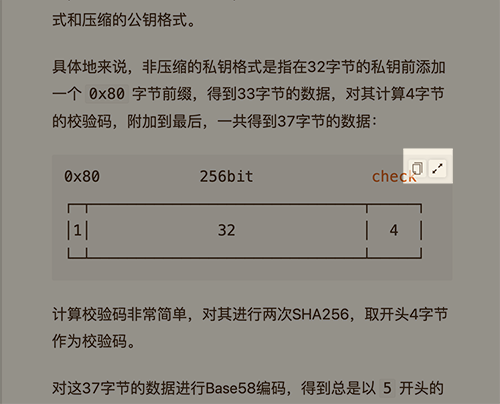 式和压缩的公钥格式。
具体地来说，非压缩的私钥格式是指在32字节的私钥前添加
一个 0x80 字节前缀，得到33字节的数据，对其计算4字节
的校验码，附加到最后，一共得到37字节的数据：
0x80 256bit check
1 32 4
计算校验码非常简单，对其进行两次SHA256，取开头4字节
作为校验码。
对这37字节的数据进行Base58编码，得到总是以 5 开头的